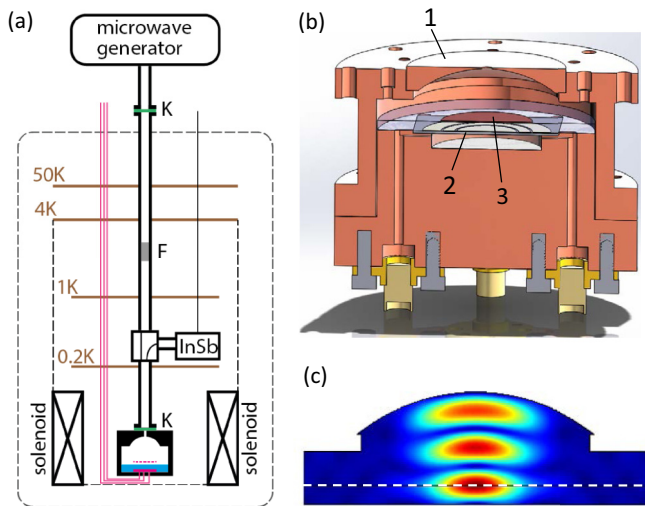 (a)
microwave
generator
K
50K
4K
F
1K
InSb
0.2K
K
solenoid
solenoid
(b)
1
2
3
(c)